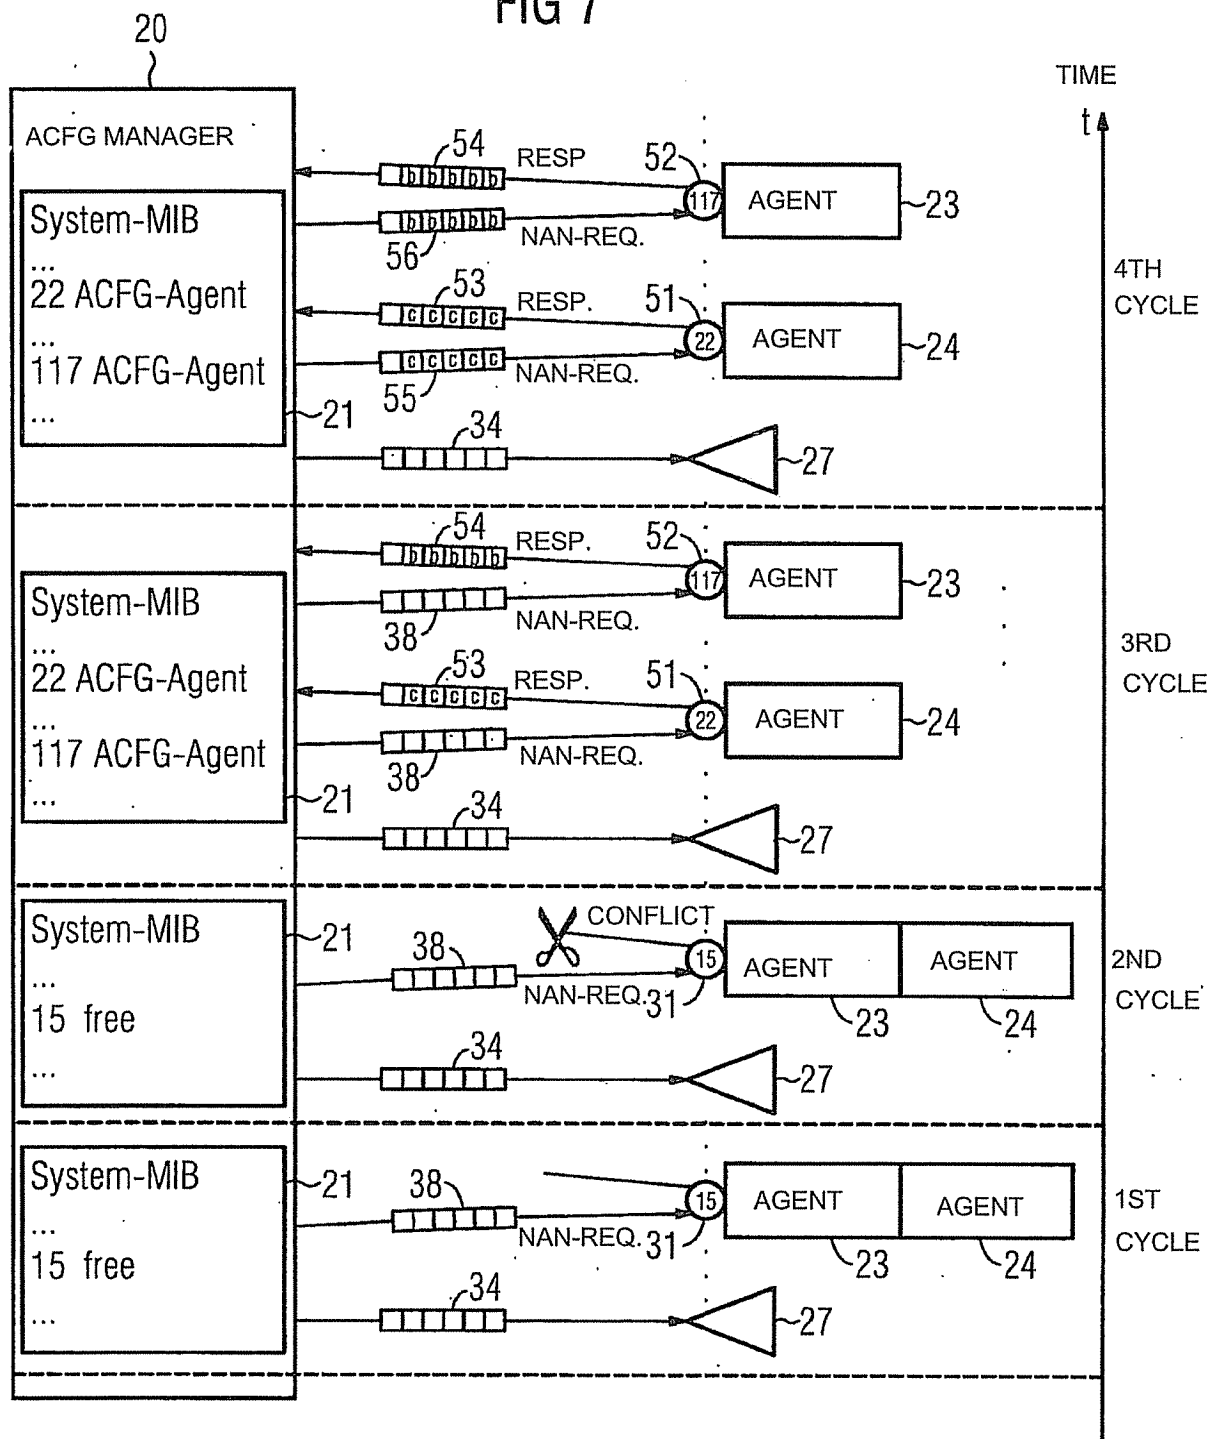 FIG 7
20
TIME
t
ACFG MANAGER
System-MIB
...
22 ACFG-Agent
...
117 ACFG-Agent
...
21
54
RESP
b b b b b
52
117
AGENT
23
b b b b b
56
NAN-REQ.
53
RESP.
c c c c c
51
22
AGENT
24
c c c c c
55
NAN-REQ.
34
27
4TH
CYCLE
System-MIB
...
22 ACFG-Agent
...
117 ACFG-Agent
...
21
54
RESP.
b b b b b
52
117
AGENT
23
38
NAN-REQ.
53
RESP.
c c c c c
51
22
AGENT
24
38
NAN-REQ.
34
27
3RD
CYCLE
System-MIB
...
15 free
...
21
38
CONFLICT
NAN-REQ.
15
31
AGENT
AGENT
23
24
34
27
2ND
CYCLE
System-MIB
...
15 free
...
21
38
NAN-REQ.
15
31
AGENT
AGENT
23
24
34
27
1ST
CYCLE